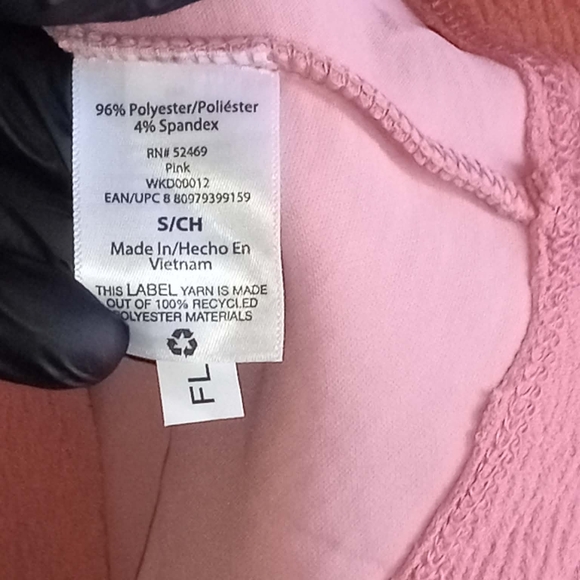 96% Polyester/Poliéster
4% Spandex
RN# 52469
Pink
WKD00012
EAN/UPC 8 80979399159
S/CH
Made In/Hecho En
Vietnam
THIS LABEL YARN IS MADE
OUT OF 100% RECYCLED
POLYESTER MATERIALS
FL